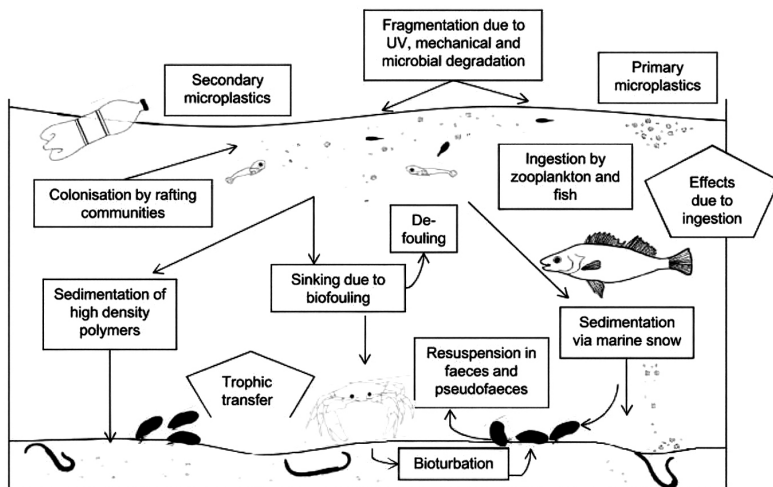 Fragmentation due to
UV, mechanical and
microbial degradation
Secondary
microplastics
Primary
microplastics
Colonisation by rafting
communities
Ingestion by
zooplankton and
fish
Effects
due to
ingestion
De-
fouling
Sinking due to
biofouling
Sedimentation of
high density
polymers
Sedimentation
via marine snow
Trophic
transfer
Resuspension in
faeces and
pseudofaeces
Bioturbation